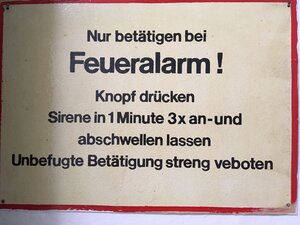 Nur betätigen bei
Feueralarm!
Knopf drücken
Sirene in 1 Minute 3x an-und
abschwellen lassen
Unbefugte Betätigung streng veboten